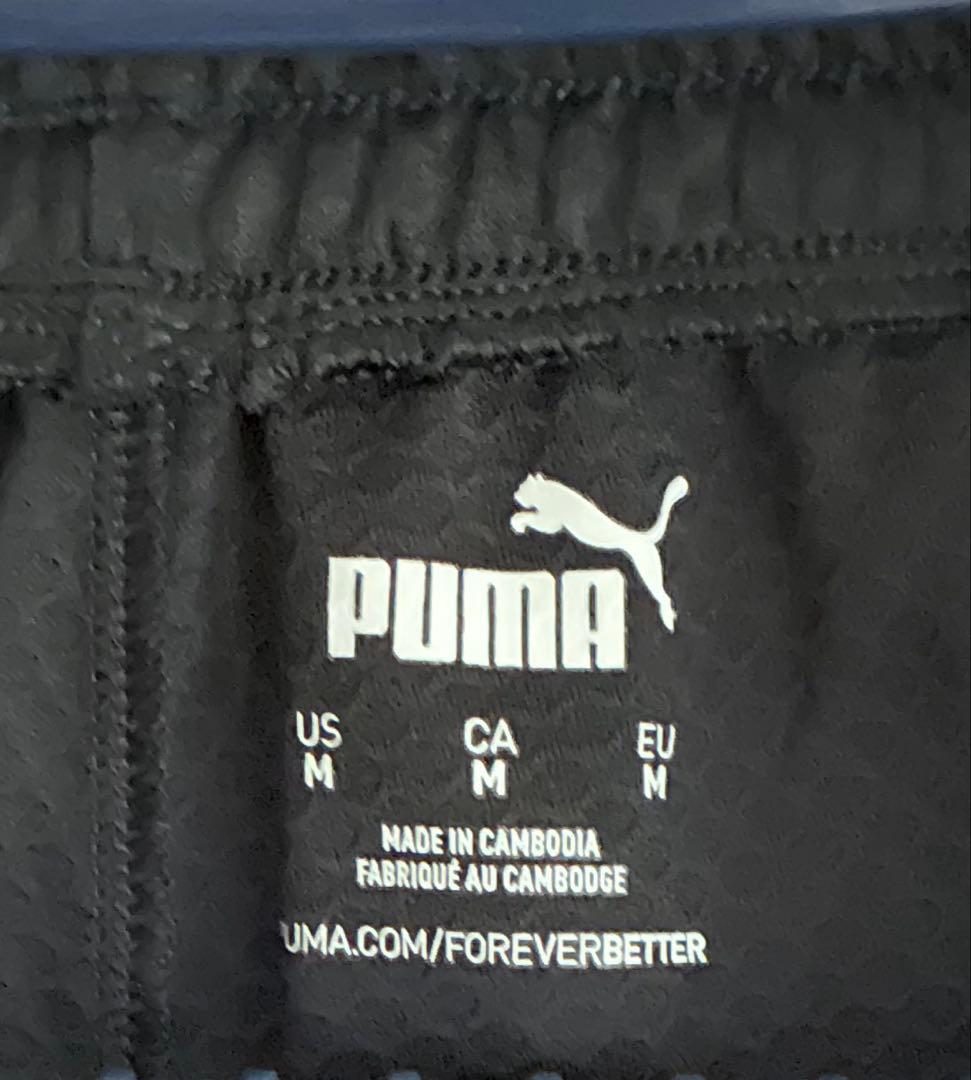 PUMA
US CA EU
M M M
MADE IN CAMBODIA
FABRIQUÉ AU CAMBODGE
UMA.COM/FOREVERBETTER